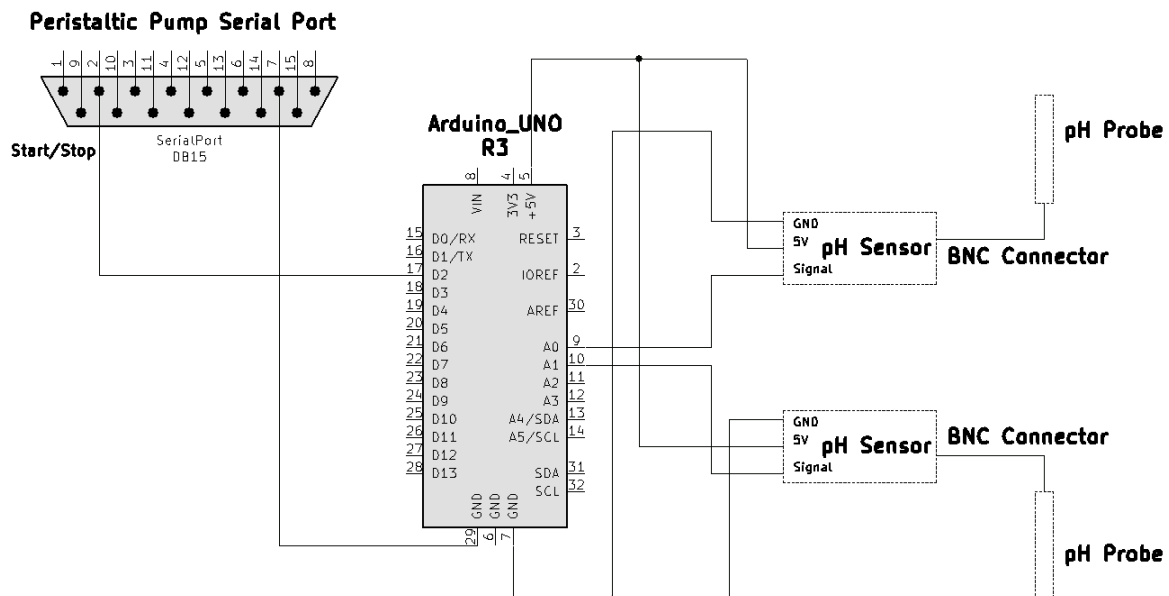 Peristaltic Pump Serial Port
1 9 2 10 3 11 4 12 5 13 6 14 7 15 8
SerialPort
DB15
Start/Stop
Arduino_UNO
R3
8 4 5
VIN 3V3 +5V
15 D0/RX RESET 3
16 D1/TX
17 D2 IOREF 2
18 D3
19 D4 AREF 30
20 D5
21 D6 A0 9
22 D7 A1 10
23 D8 A2 11
24 D9 A3 12
25 D10 A4/SDA 13
26 D11 A5/SCL 14
27 D12
28 D13 SDA 31
SCL 32
GND GND GND
29 6 7
pH Probe
GND
5V
Signal
pH Sensor
BNC Connector
GND
5V
Signal
pH Sensor
BNC Connector
pH Probe